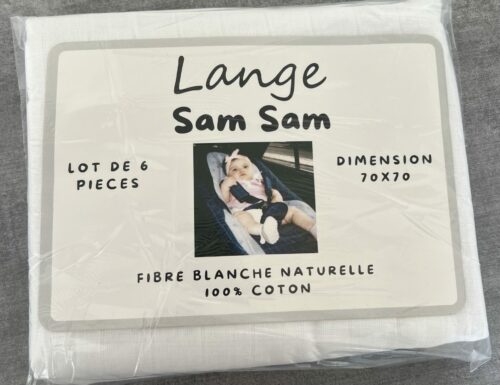 Lange
Sam Sam
LOT DE 6
PIECES
DIMENSION
70X70
FIBRE BLANCHE NATURELLE
100% COTON